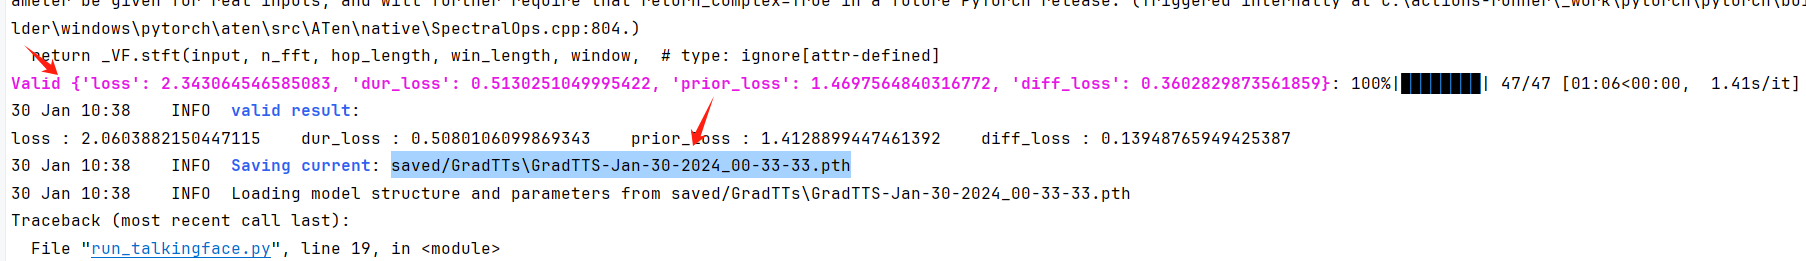 ameter be given for real inputs, and will further require that return_complex=True in a future PyTorch release. (Triggered internally at C:\actions-runner\_work\pytorch\pytorch\bui
lder\windows\pytorch\aten\src\ATen\native\SpectralOps.cpp:804.)
return _VF.stft(input, n_fft, hop_length, win_length, window,  # type: ignore[attr-defined]
Valid {'loss': 2.343064546585083, 'dur_loss': 0.5130251049995422, 'prior_loss': 1.4697564840316772, 'diff_loss': 0.3602829873561859}: 100%|████████| 47/47 [01:06<00:00,  1.41s/it]
30 Jan 10:38    INFO  valid result:
loss : 2.0603882150447115    dur_loss : 0.5080106099869343    prior_loss : 1.4128899447461392    diff_loss : 0.13948765949425387
30 Jan 10:38    INFO  Saving current: saved/GradTTs\GradTTS-Jan-30-2024_00-33-33.pth
30 Jan 10:38    INFO  Loading model structure and parameters from saved/GradTTs\GradTTS-Jan-30-2024_00-33-33.pth
Traceback (most recent call last):
  File "run_talkingface.py", line 19, in <module>